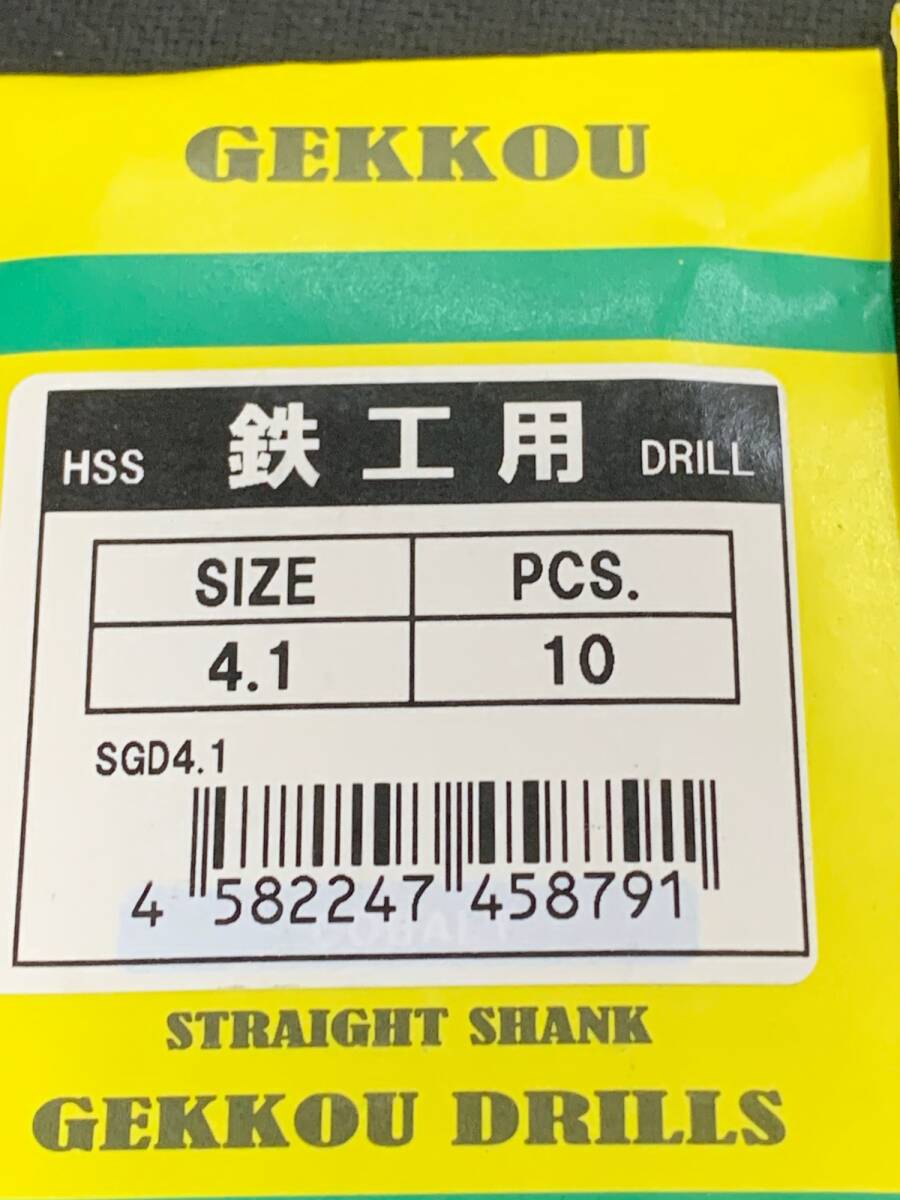 GEKKOU
HSS 鉄工用 DRILL
SIZE PCS.
4.1 10
SGD4.1
4 582247 458791
COBALT
STRAIGHT SHANK
GEKKOU DRILLS